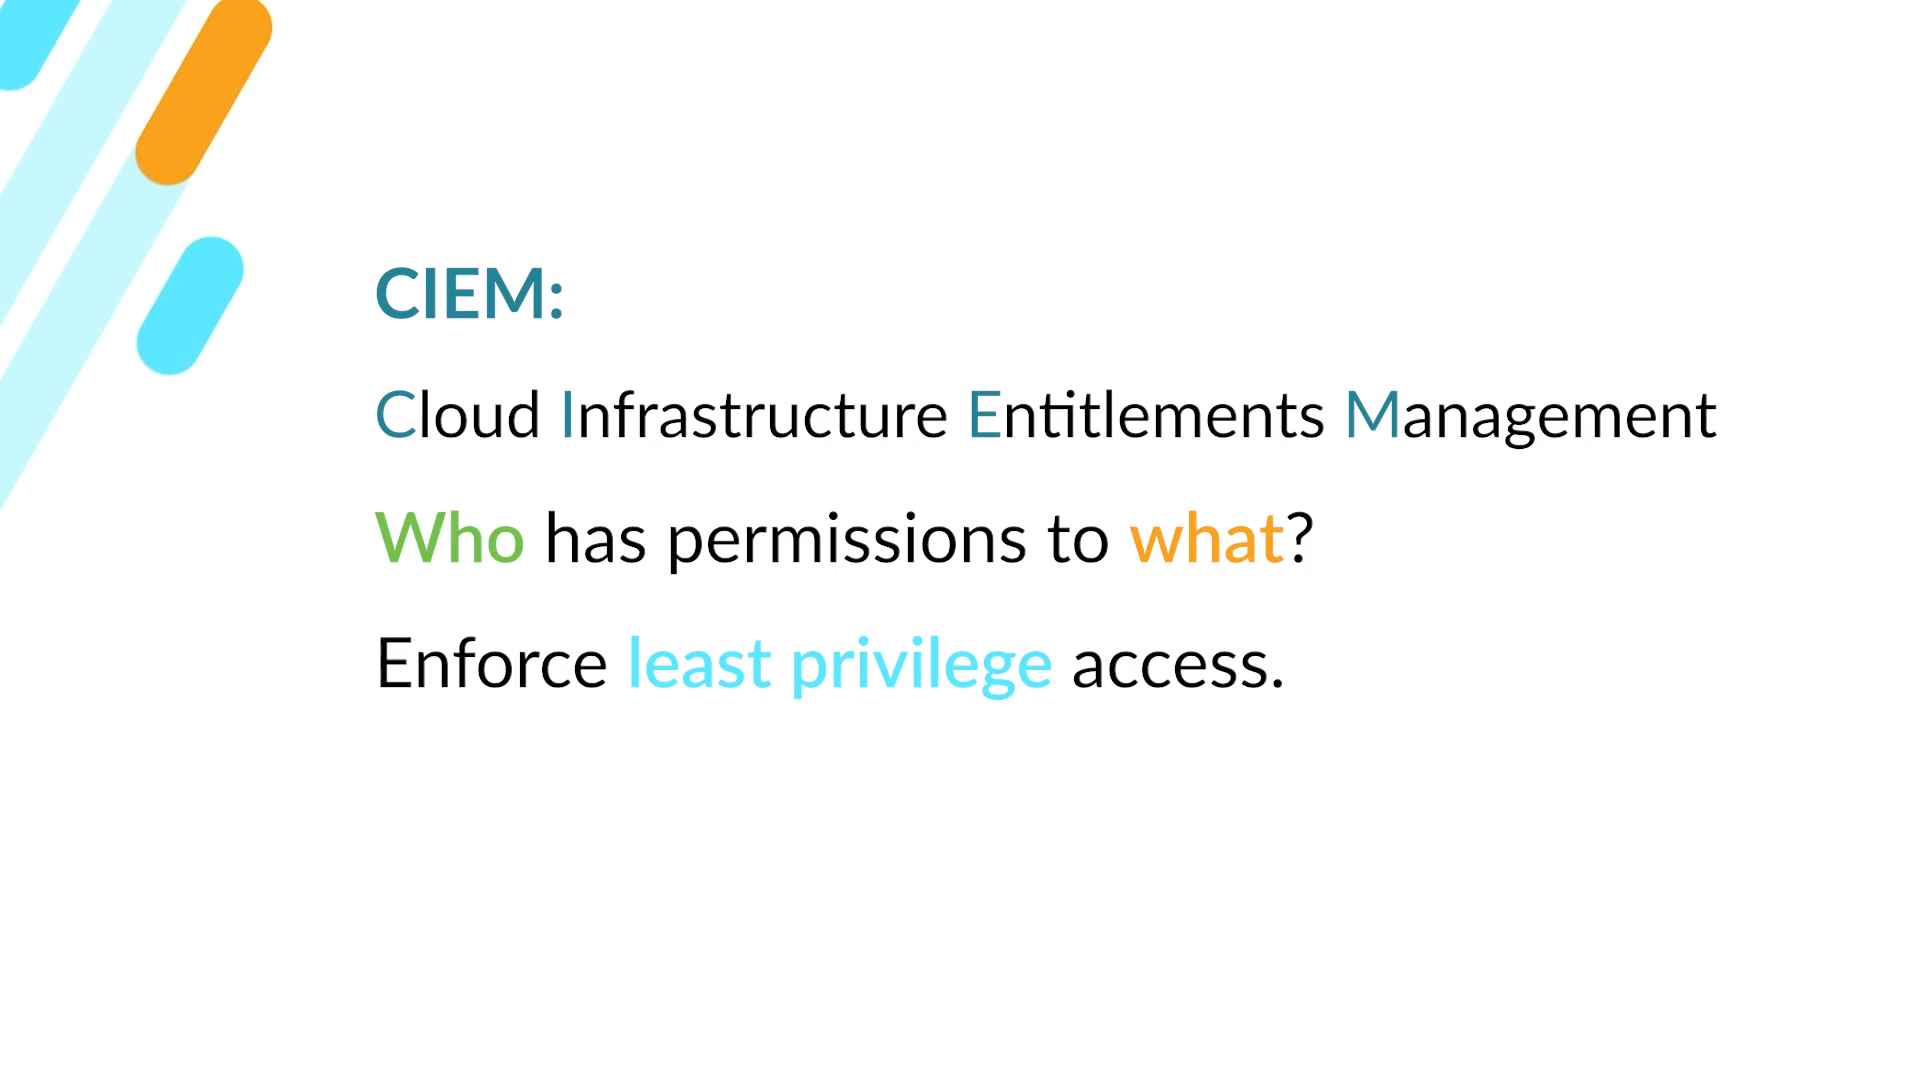 CIEM:
Cloud Infrastructure Entitlements Management
Who has permissions to what?
Enforce least privilege access.